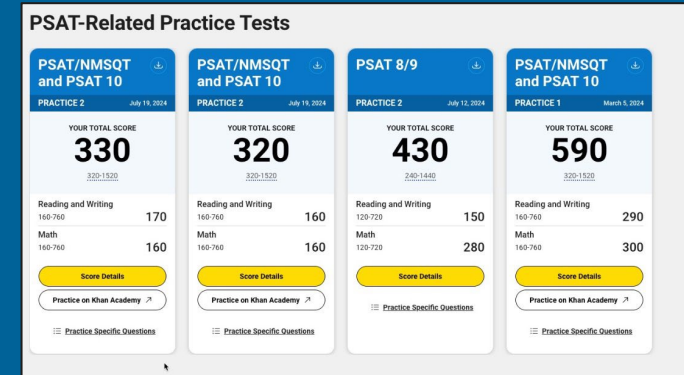 PSAT-Related Practice Tests
PSAT/NMSQT
and PSAT 10
PRACTICE 2 July 19, 2024
YOUR TOTAL SCORE
330
320-1520
Reading and Writing
160-760 170
Math
160-760 160
Score Details
Practice on Khan Academy
Practice Specific Questions
PSAT/NMSQT
and PSAT 10
PRACTICE 2 July 19, 2024
YOUR TOTAL SCORE
320
320-1520
Reading and Writing
160-760 160
Math
160-760 160
Score Details
Practice on Khan Academy
Practice Specific Questions
PSAT 8/9
PRACTICE 2 July 12, 2024
YOUR TOTAL SCORE
430
240-1440
Reading and Writing
120-720 150
Math
120-720 280
Score Details
Practice Specific Questions
PSAT/NMSQT
and PSAT 10
PRACTICE 1 March 5, 2024
YOUR TOTAL SCORE
590
320-1520
Reading and Writing
160-760 290
Math
160-760 300
Score Details
Practice on Khan Academy
Practice Specific Questions